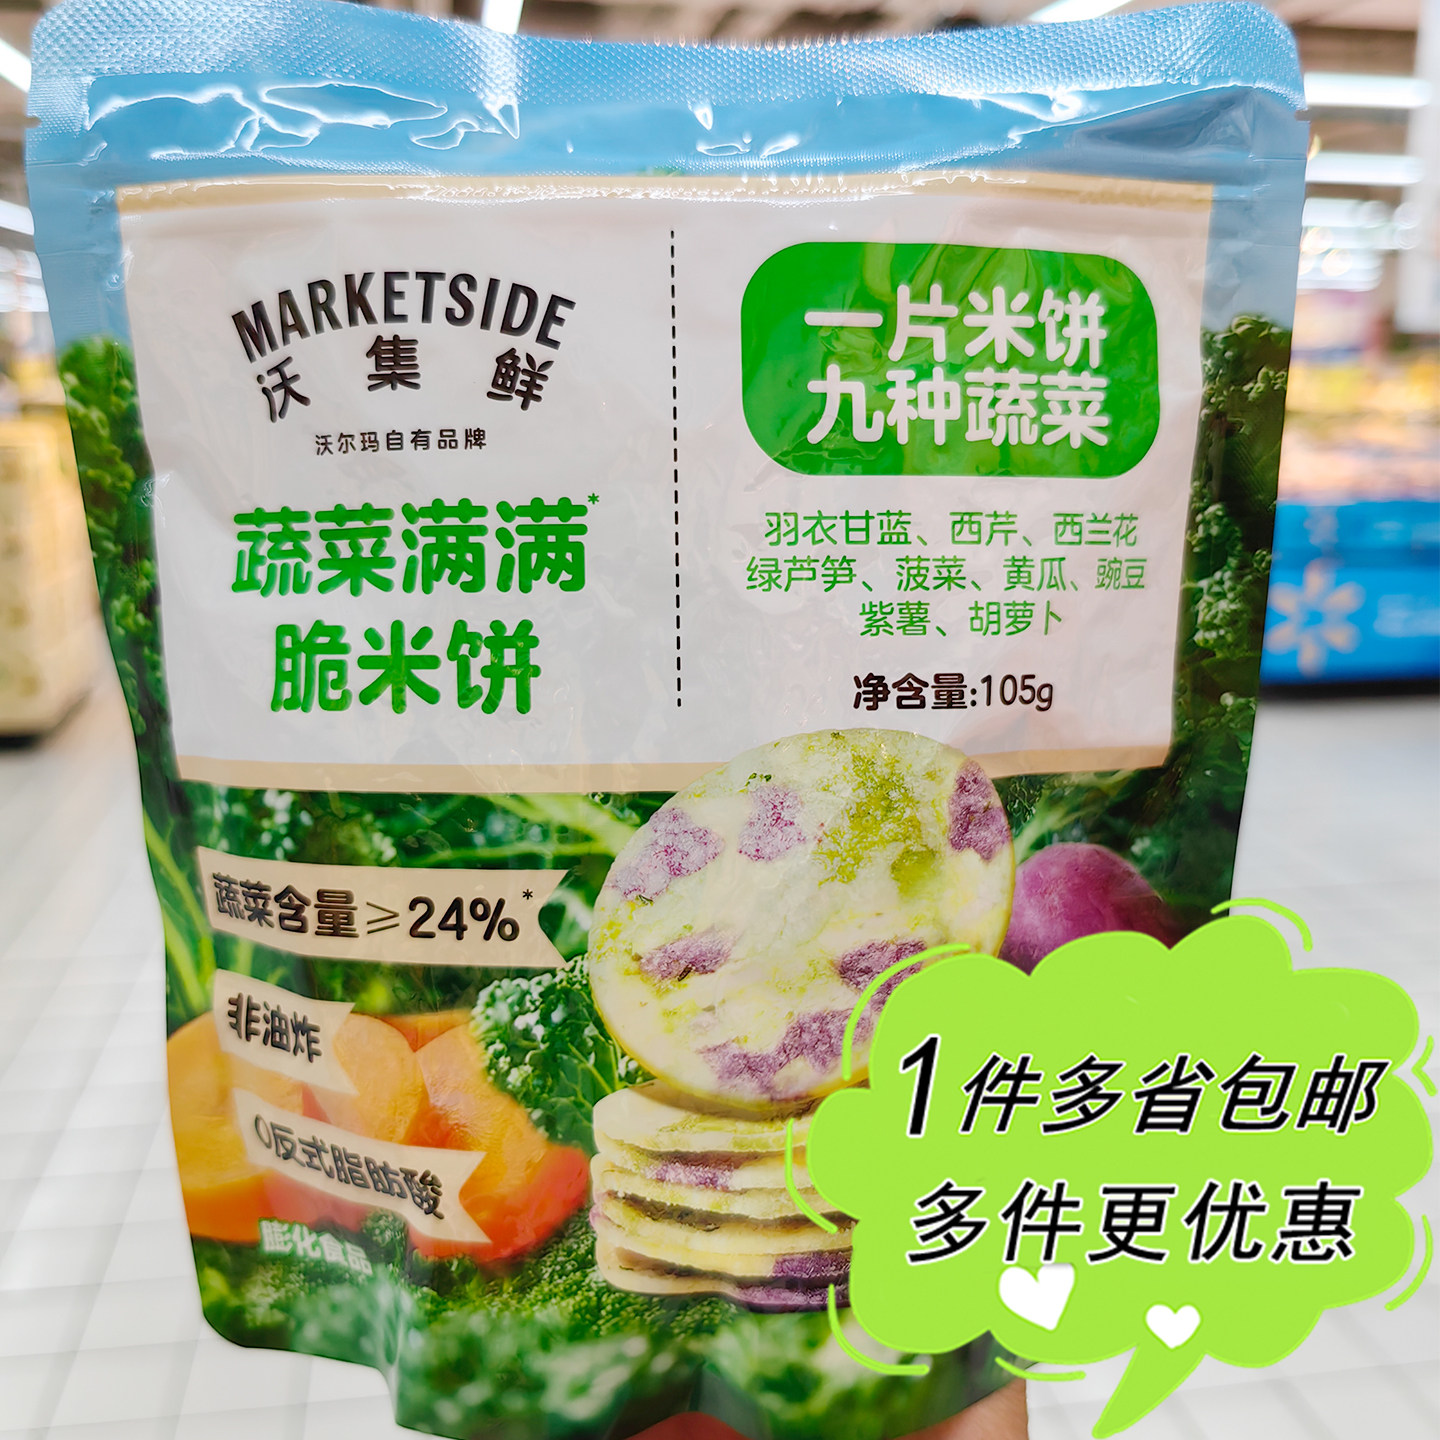 MARKETSIDE
沃集鲜
沃尔玛自有品牌
蔬菜满满*
脆米饼
一片米饼
九种蔬菜
羽衣甘蓝、西芹、西兰花
绿芦笋、菠菜、黄瓜、豌豆
紫薯、胡萝卜
净含量:105g
蔬菜含量≥24%*
非油炸
0反式脂肪酸
膨化食品
1件多省包邮
多件更优惠